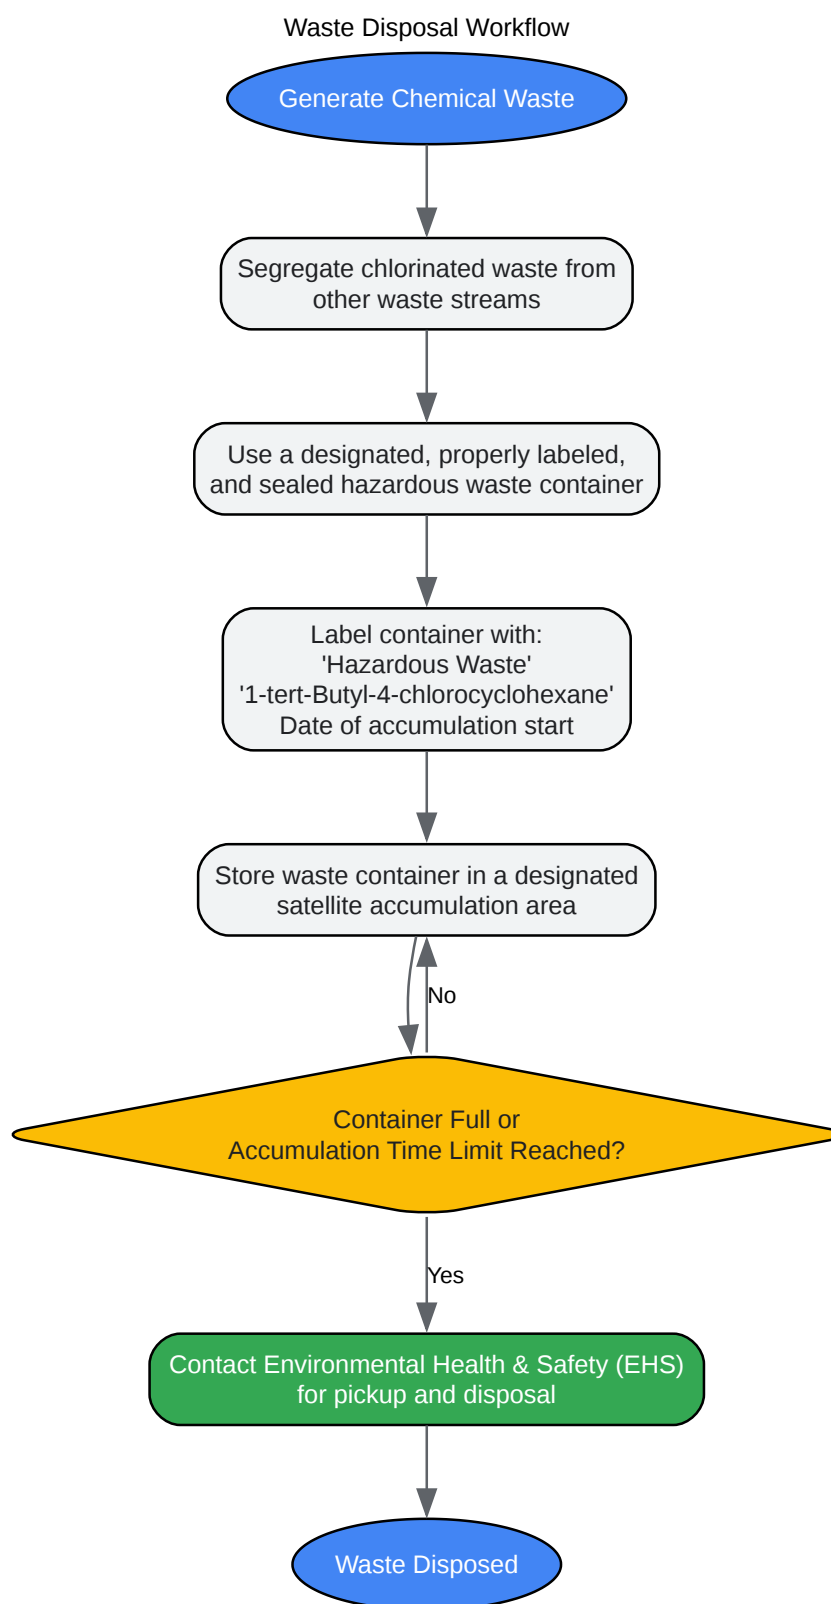 Waste Disposal Workflow
Generate Chemical Waste
Segregate chlorinated waste from
other waste streams
Use a designated, properly labeled,
and sealed hazardous waste container
Label container with:
'Hazardous Waste'
'1-tert-Butyl-4-chlorocyclohexane'
Date of accumulation start
Store waste container in a designated
satellite accumulation area
No
Container Full or
Accumulation Time Limit Reached?
Yes
Contact Environmental Health & Safety (EHS)
for pickup and disposal
Waste Disposed